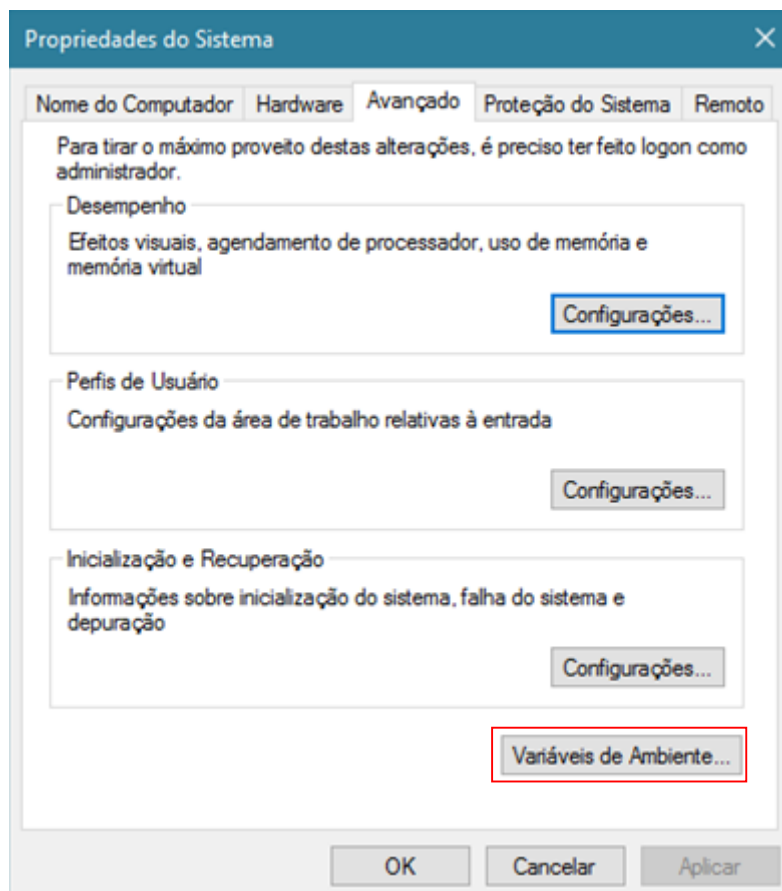 Propriedades do Sistema
Nome do Computador Hardware Avançado Proteção do Sistema Remoto
Para tirar o máximo proveito destas alterações, é preciso ter feito logon como
administrador.
Desempenho
Efeitos visuais, agendamento de processador, uso de memória e
memória virtual
Configurações...
Perfis de Usuário
Configurações da área de trabalho relativas à entrada
Configurações...
Inicialização e Recuperação
Informações sobre inicialização do sistema, falha do sistema e
depuração
Configurações...
Variáveis de Ambiente...
OK Cancelar Aplicar